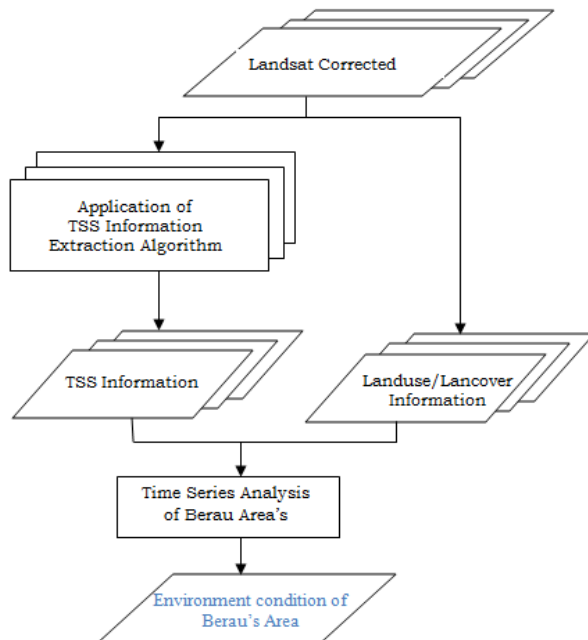 Landsat Corrected
Application of
TSS Information
Extraction Algorithm
TSS Information
Landuse/Lancover
Information
Time Series Analysis
of Berau Area's
Environment condition of
Berau's Area